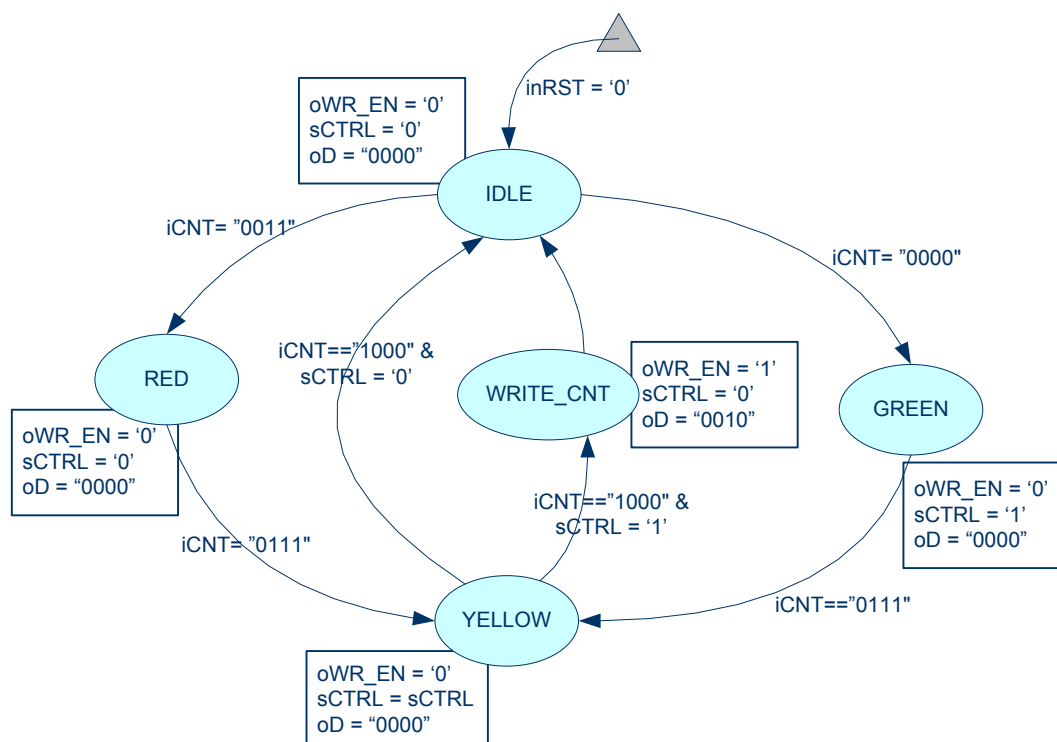 inRST = ‘0’
oWR_EN = ‘0’
sCTRL = ‘0’
oD = “0000”
IDLE
iCNT= ”0011"
iCNT= ”0000"
iCNT==”1000" &
sCTRL = ‘0’
RED
oWR_EN = ‘0’
sCTRL = ‘0’
oD = “0000”
WRITE_CNT
oWR_EN = ‘1’
sCTRL = ‘0’
oD = “0010”
GREEN
oWR_EN = ‘0’
sCTRL = ‘1’
oD = “0000”
iCNT==”1000" &
sCTRL = ‘1’
iCNT= ”0111"
iCNT==”0111"
YELLOW
oWR_EN = ‘0’
sCTRL = sCTRL
oD = “0000”